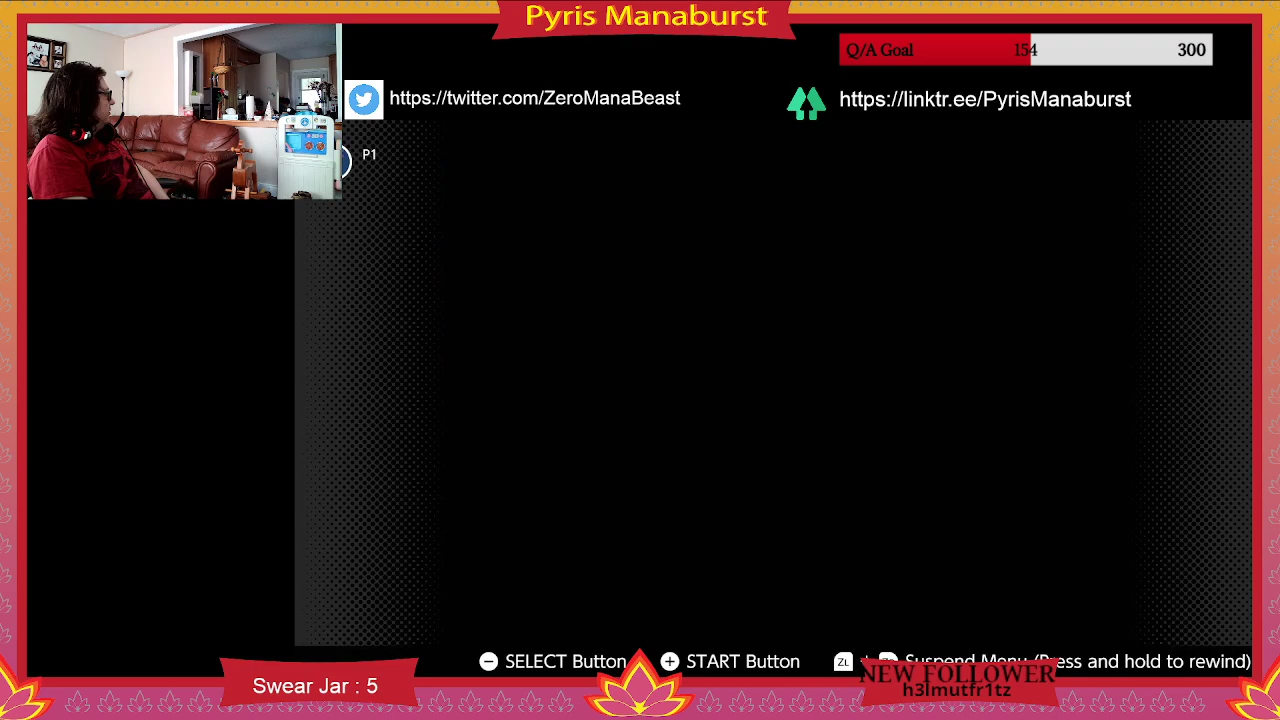 Pyris Manaburst
Q/A Goal 154 300
https://twitter.com/ZeroManaBeast
https://linktr.ee/PyrisManaburst
P1
SELECT Button
START Button
ZL + Suspend Menu (Press and hold to rewind)
Swear Jar : 5
NEW FOLLOWER
h3lmutfr1tz